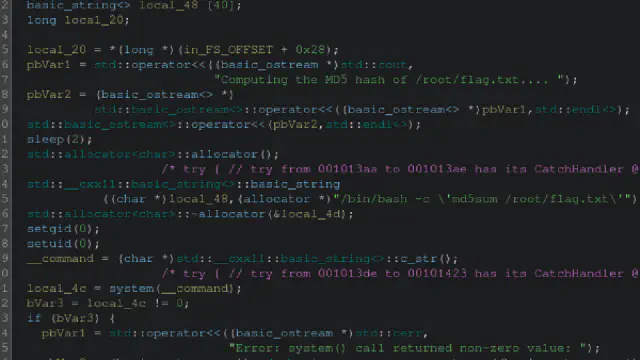 2 basic_string<> local_48 [40];
3 long local_20;
4
5 local_20 = *(long *)(in_FS_OFFSET + 0x28);
6 pbVar1 = std::operator<<((basic_ostream *)std::cout,
7 "Computing the MD5 hash of /root/flag.txt.... ");
8 pbVar2 = (basic_ostream<> *)
9 std::basic_ostream<>::operator<<((basic_ostream<> *)pbVar1,std::endl<>);
0 std::basic_ostream<>::operator<<(pbVar2,std::endl<>);
1 sleep(2);
2 std::allocator<char>::allocator();
3 /* try { // try from 001013aa to 001013ae has its CatchHandler @
4 std::__cxx11::basic_string<>::basic_string
5 ((char *)local_48,(allocator *)"/bin/bash -c \'md5sum /root/flag.txt\'")
6 std::allocator<char>::~allocator(&local_4d);
7 setgid(0);
8 setuid(0);
9 __command = (char *)std::__cxx11::basic_string<>::c_str();
0 /* try { // try from 001013de to 00101423 has its CatchHandler @
1 local_4c = system(__command);
2 bVar3 = local_4c != 0;
3 if (bVar3) {
4 pbVar1 = std::operator<<((basic_ostream *)std::cerr,
5 "Error: system() call returned non-zero value: ");